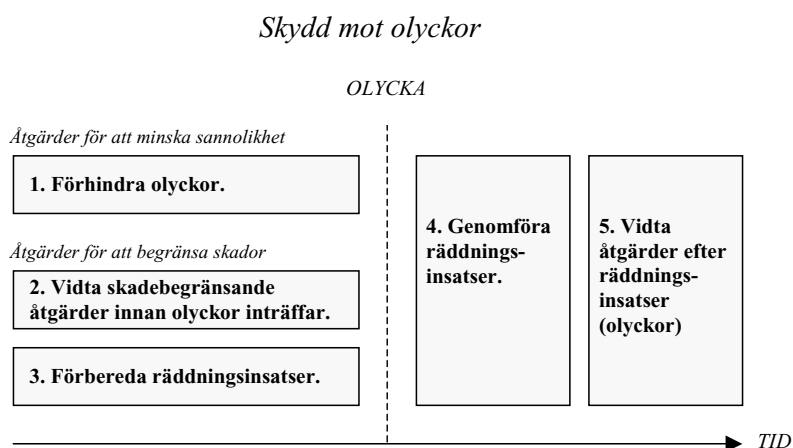 Skydd mot olyckor
OLYCKA
Åtgärder för att minska sannolikhet
1. Förhindra olyckor.
Åtgärder för att begränsa skador
2. Vidta skadebegränsande
åtgärder innan olyckor inträffar.
3. Förbereda räddningsinsatser.
4. Genomföra
räddnings-
insatser.
5. Vidta
åtgärder efter
räddnings-
insatser
(olyckor)
TID